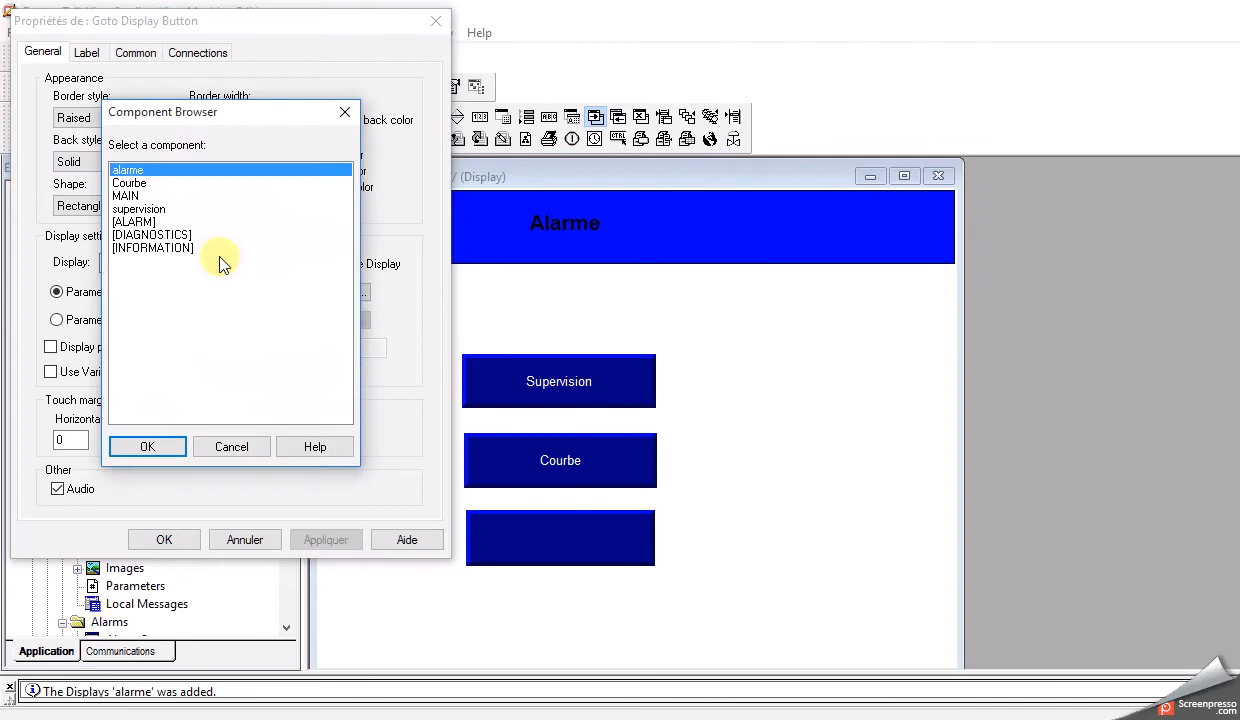 Propriétés de : Goto Display Button
Help
General
Label
Common
Connections
Appearance
Border style:
Border width:
Raised
back color
Back style
Solid
Shape:
Rectangl
Component Browser
Select a component:
alarme
Courbe
MAIN
supervision
[ALARM]
[DIAGNOSTICS]
[INFORMATION]
OK
Cancel
Help
Display:
Display
Display p
Use Vari
Touch marg
Horizonta
0
Other
Audio
OK
Annuler
Appliquer
Aide
/ (Display)
Alarme
Supervision
Courbe
Images
Parameters
Local Messages
Alarms
Application
Communications
The Displays 'alarme' was added.
Screenpresso
.com